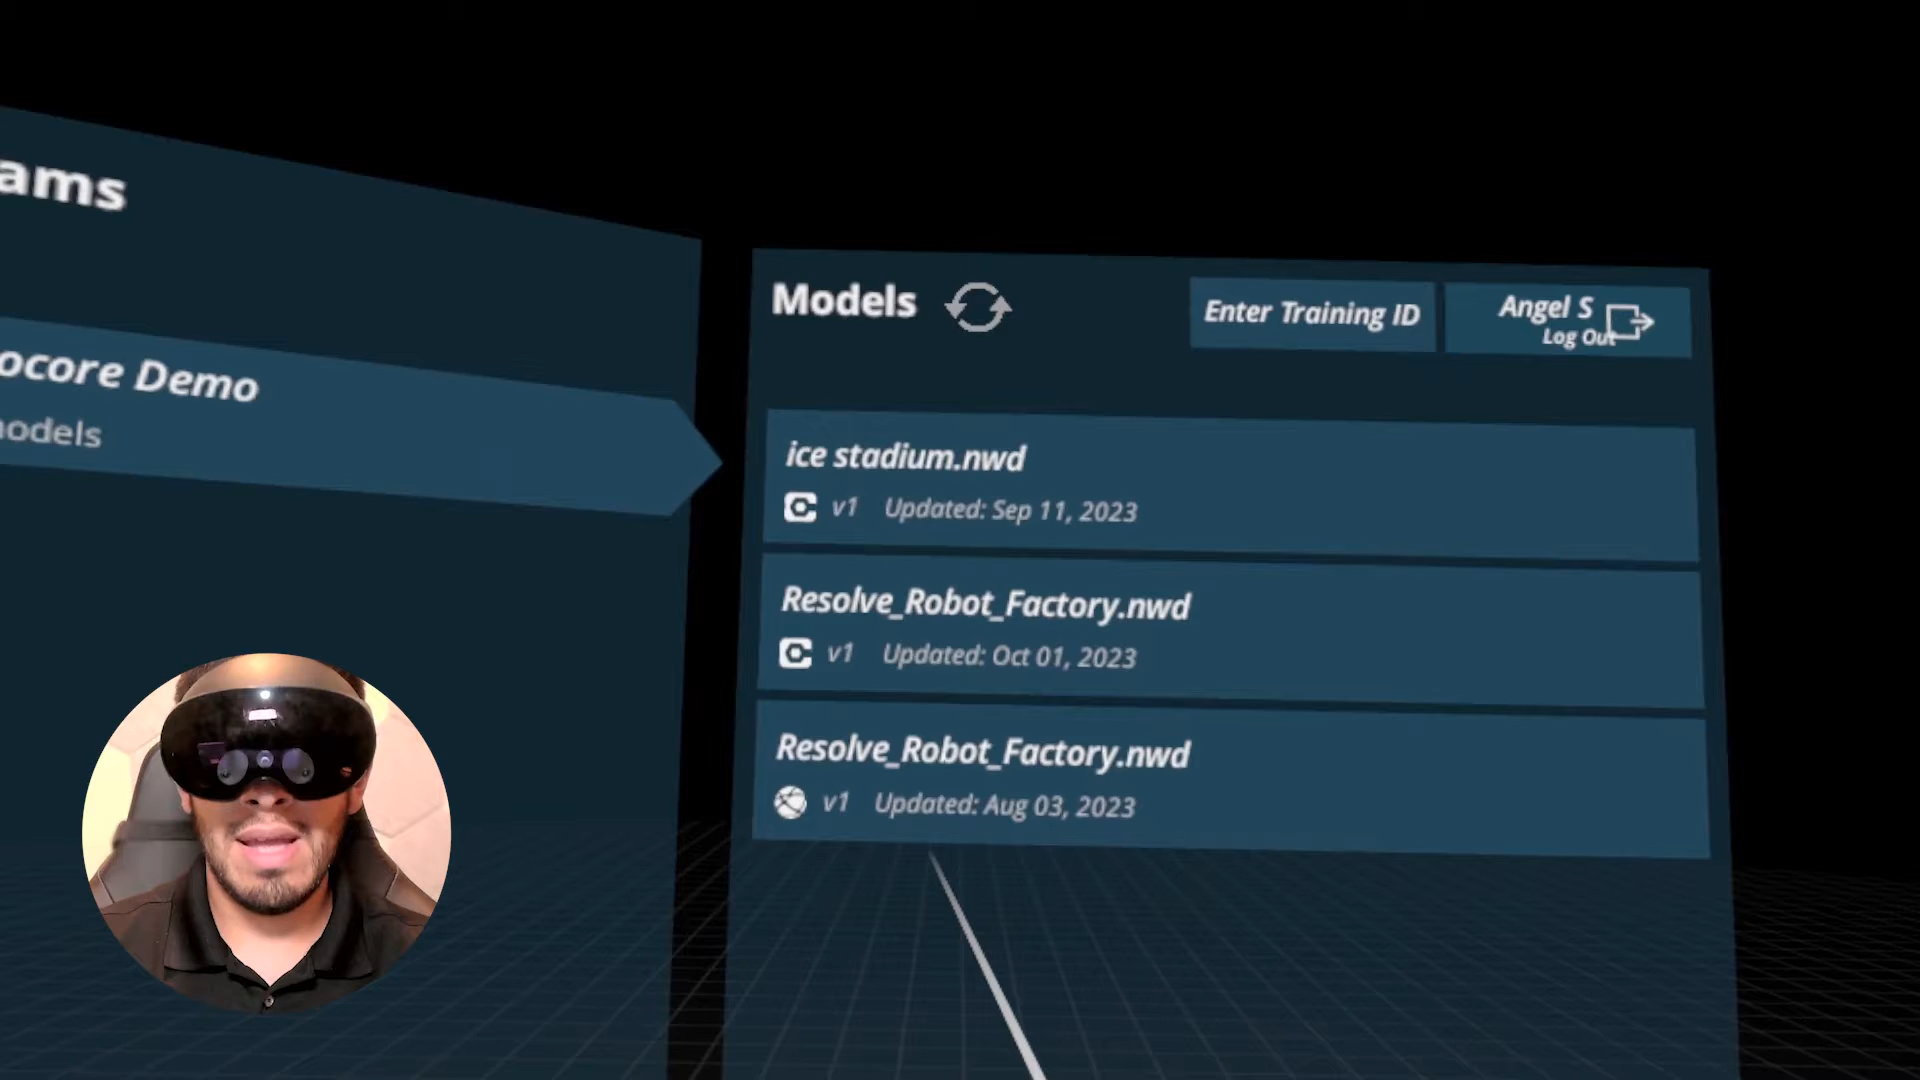 ams
ocore Demo
odels
Models
Enter Training ID
Angel S
Log Out
ice stadium.nwd
v1 Updated: Sep 11, 2023
Resolve_Robot_Factory.nwd
v1 Updated: Oct 01, 2023
Resolve_Robot_Factory.nwd
v1 Updated: Aug 03, 2023